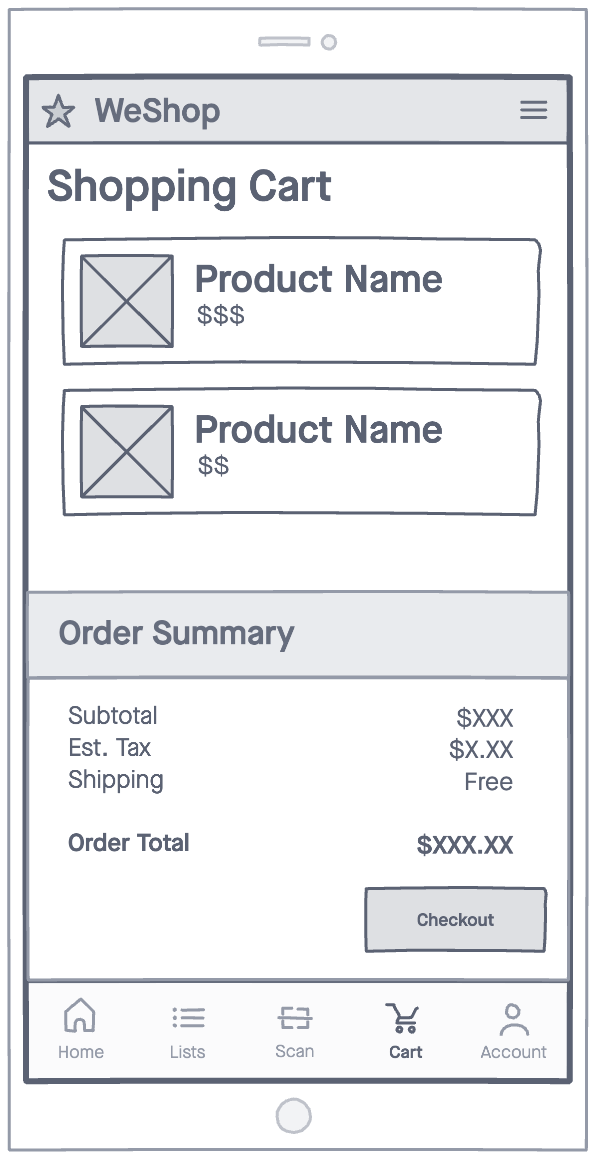 WeShop
Shopping Cart
Product Name
$$$
Product Name
$$
Order Summary
Subtotal $XXX
Est. Tax $X.XX
Shipping Free
Order Total $XXX.XX
Checkout
Home Lists Scan Cart Account